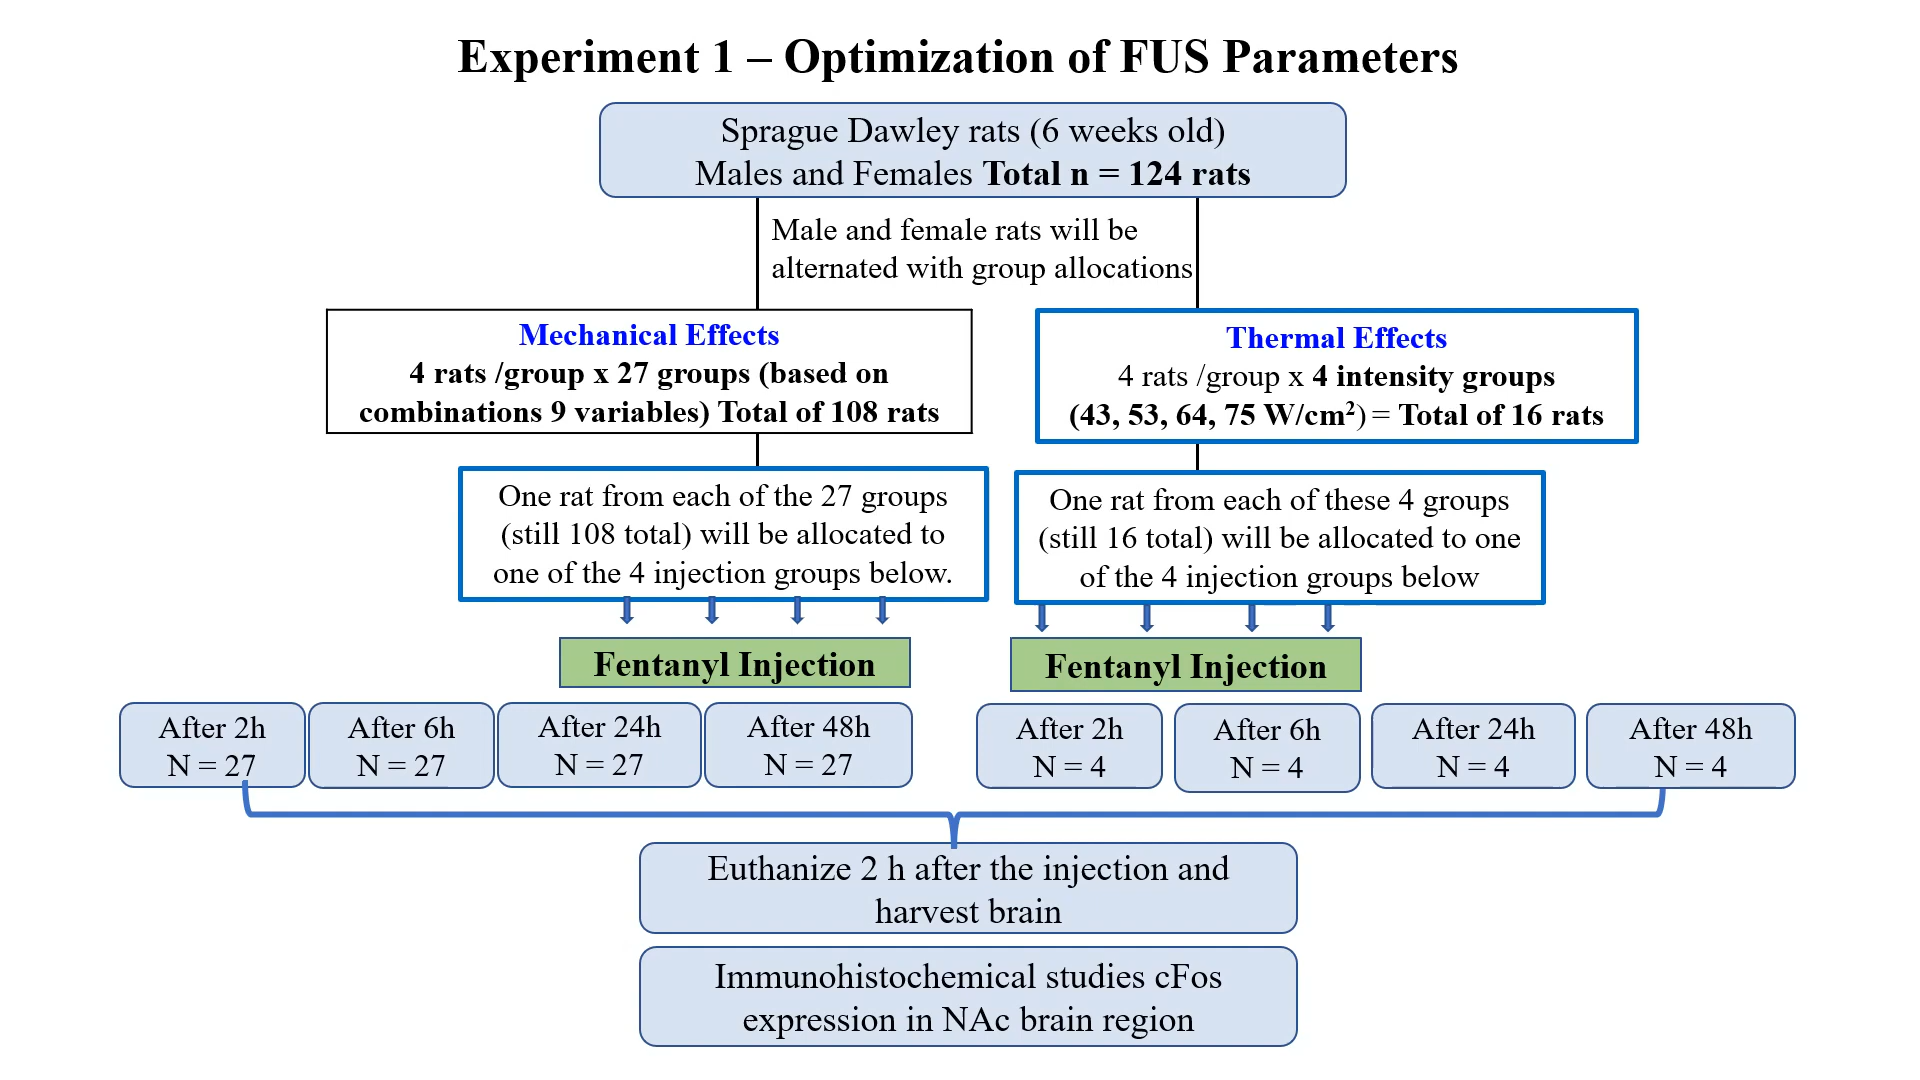 Experiment 1 – Optimization of FUS Parameters
Sprague Dawley rats (6 weeks old)
Males and Females Total n = 124 rats
Male and female rats will be
alternated with group allocations
Mechanical Effects
4 rats /group x 27 groups (based on
combinations 9 variables) Total of 108 rats
Thermal Effects
4 rats /group x 4 intensity groups
(43, 53, 64, 75 W/cm²) = Total of 16 rats
One rat from each of the 27 groups
(still 108 total) will be allocated to
one of the 4 injection groups below.
One rat from each of these 4 groups
(still 16 total) will be allocated to one
of the 4 injection groups below
Fentanyl Injection
Fentanyl Injection
After 2h
N = 27
After 6h
N = 27
After 24h
N = 27
After 48h
N = 27
After 2h
N = 4
After 6h
N = 4
After 24h
N = 4
After 48h
N = 4
Euthanize 2 h after the injection and
harvest brain
Immunohistochemical studies cFos
expression in NAc brain region